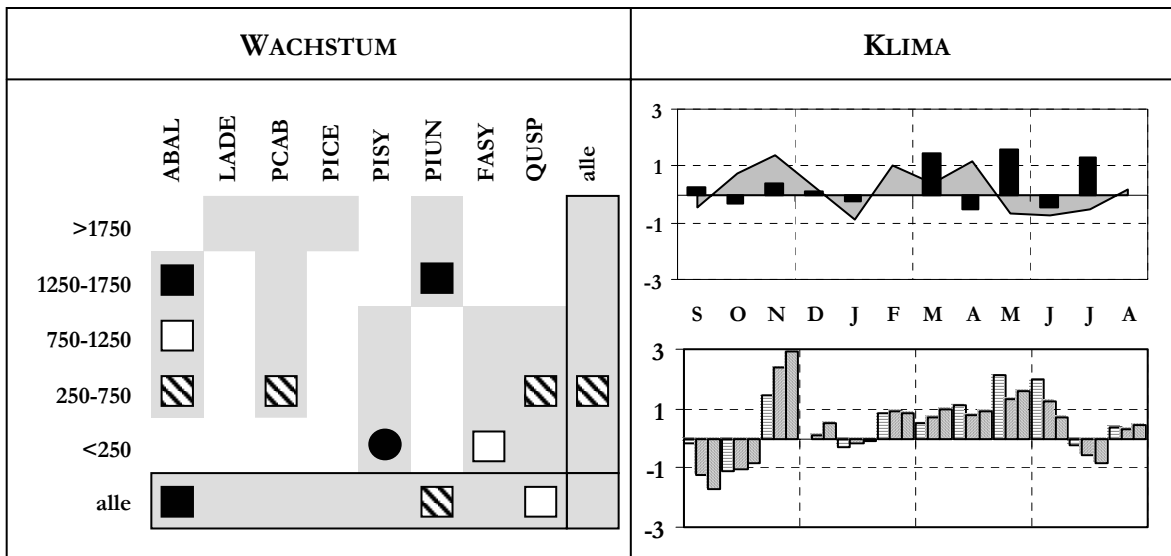 WACHSTUM
KLIMA
ABAL LADE PCAB PICE PISY PIUN FASY QUSP alle
>1750
1250-1750
750-1250
250-750
<250
alle
3
1
-1
-3
S O N D J F M A M J J A
3
1
-1
-3